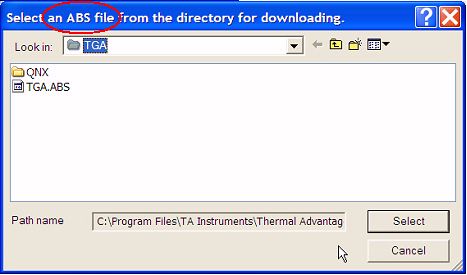 Select an ABS file from the directory for downloading.
Look in: TGA
QNX
TGA.ABS
Path name C:\Program Files\TA Instruments\Thermal Advantag Select
Cancel